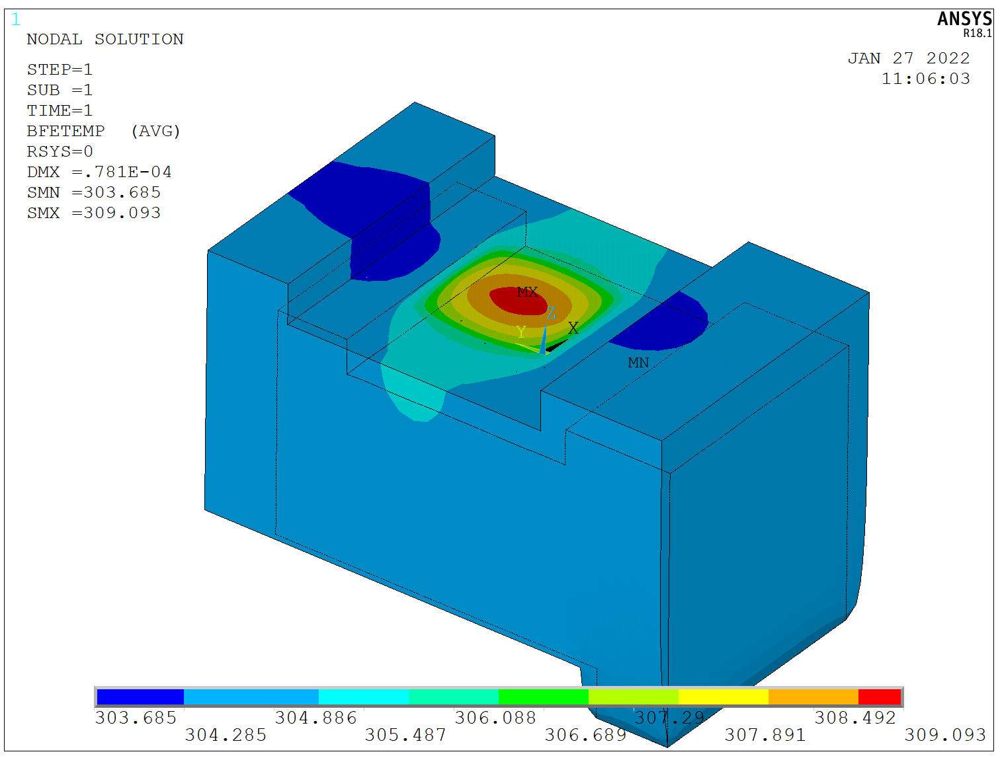 1
ANSYS
R18.1
NODAL SOLUTION
JAN 27 2022
11:06:03
STEP=1
SUB =1
TIME=1
BFETEMP (AVG)
RSYS=0
DMX =.781E-04
SMN =303.685
SMX =309.093
MX
Z
Y
X
MN
303.685
304.886
306.088
307.29
308.492
304.285
305.487
306.689
307.891
309.093